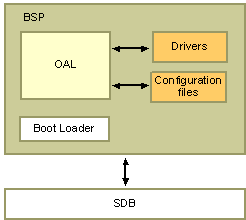 BSP
OAL
Drivers
Configuration
files
Boot Loader
SDB